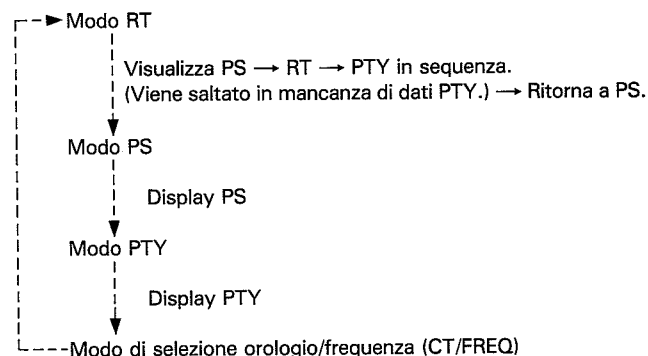 Modo RT
Visualizza PS → RT → PTY in sequenza.
(Viene saltato in mancanza di dati PTY.) → Ritorna a PS.
Modo PS
Display PS
Modo PTY
Display PTY
Modo di selezione orologio/frequenza (CT/FREQ)